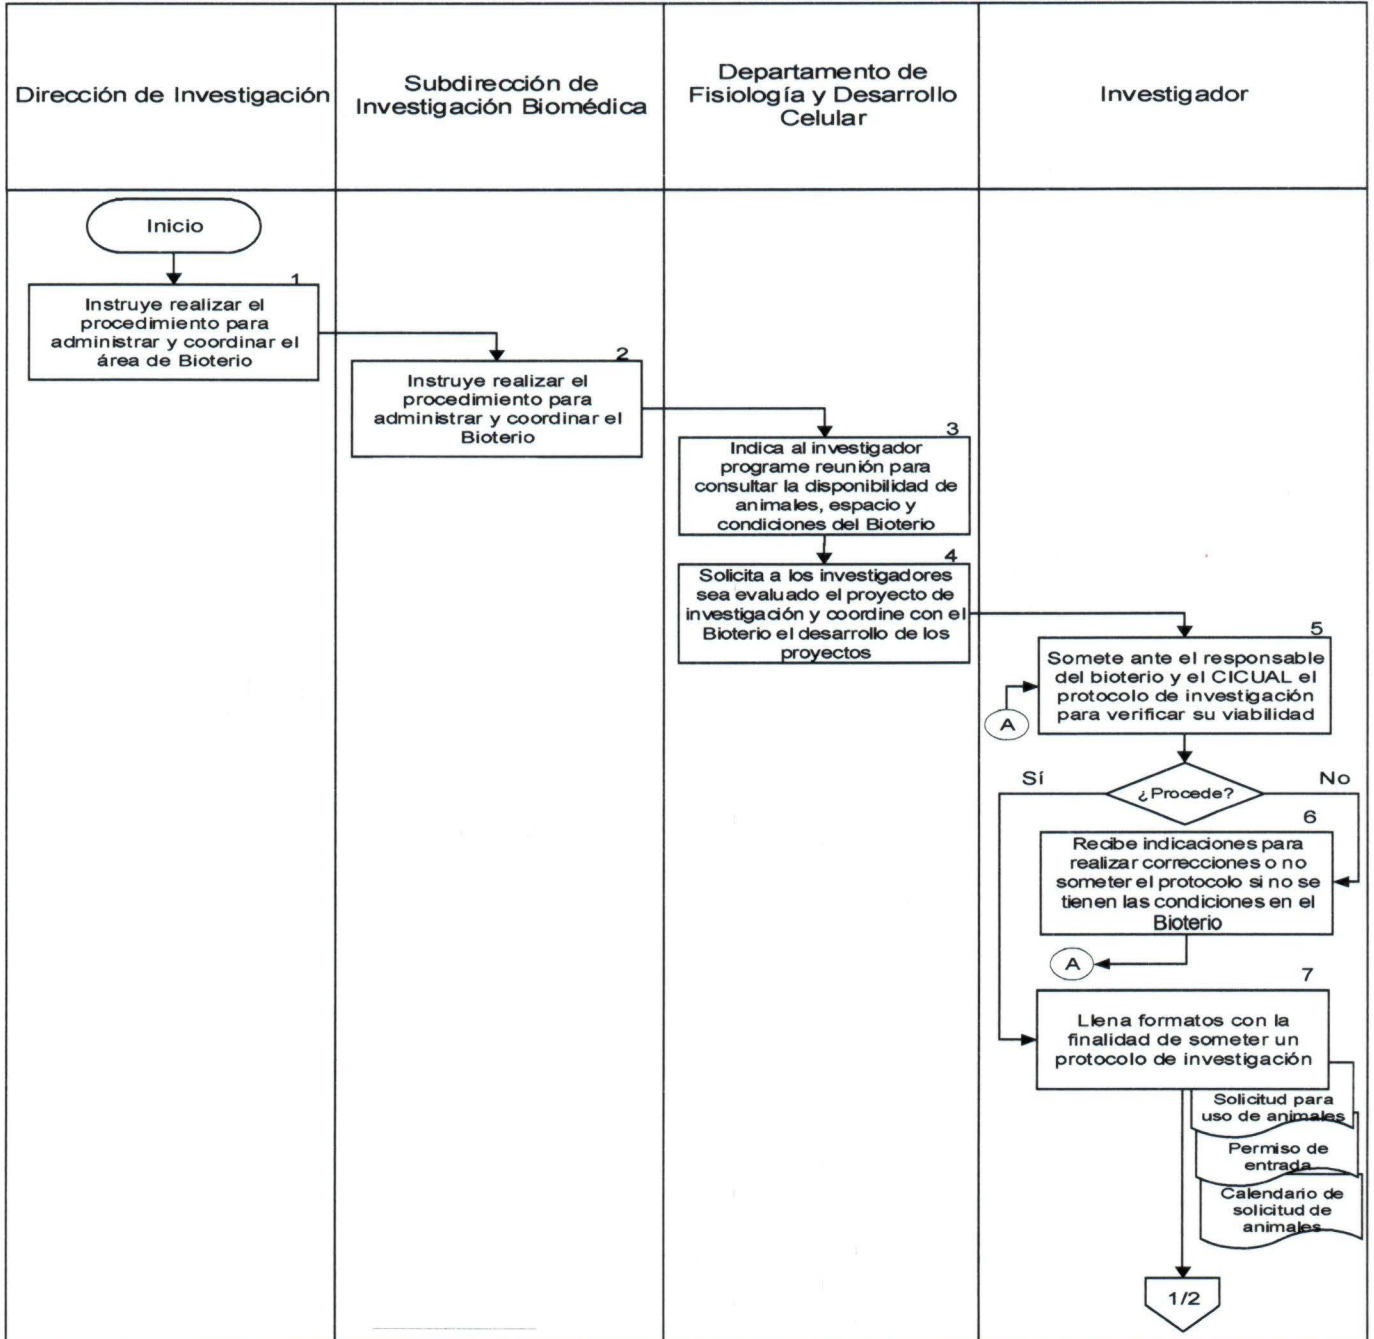 Dirección de Investigación
Subdirección de
Investigación Biomédica
Departamento de
Fisiología y Desarrollo
Celular
Investigador
Inicio
1
Instruye realizar el
procedimiento para
administrar y coordinar el
área de Bioterio
2
Instruye realizar el
procedimiento para
administrar y coordinar el
Bioterio
3
Indica al investigador
programe reunión para
consultar la disponibilidad de
animales, espacio y
condiciones del Bioterio
4
Solicita a los investigadores
sea evaluado el proyecto de
investigación y coordine con el
Bioterio el desarrollo de los
proyectos
5
Somete ante el responsable
del bioterio y el CICUAL el
protocolo de investigación
para verificar su viabilidad
A
Sí
¿Procede?
No
6
Recibe indicaciones para
realizar correcciones o no
someter el protocolo si no se
tienen las condiciones en el
Bioterio
A
7
Llena formatos con la
finalidad de someter un
protocolo de investigación
Solicitud para
uso de animales
Permiso de
entrada
Calendario de
solicitud de
animales
1/2